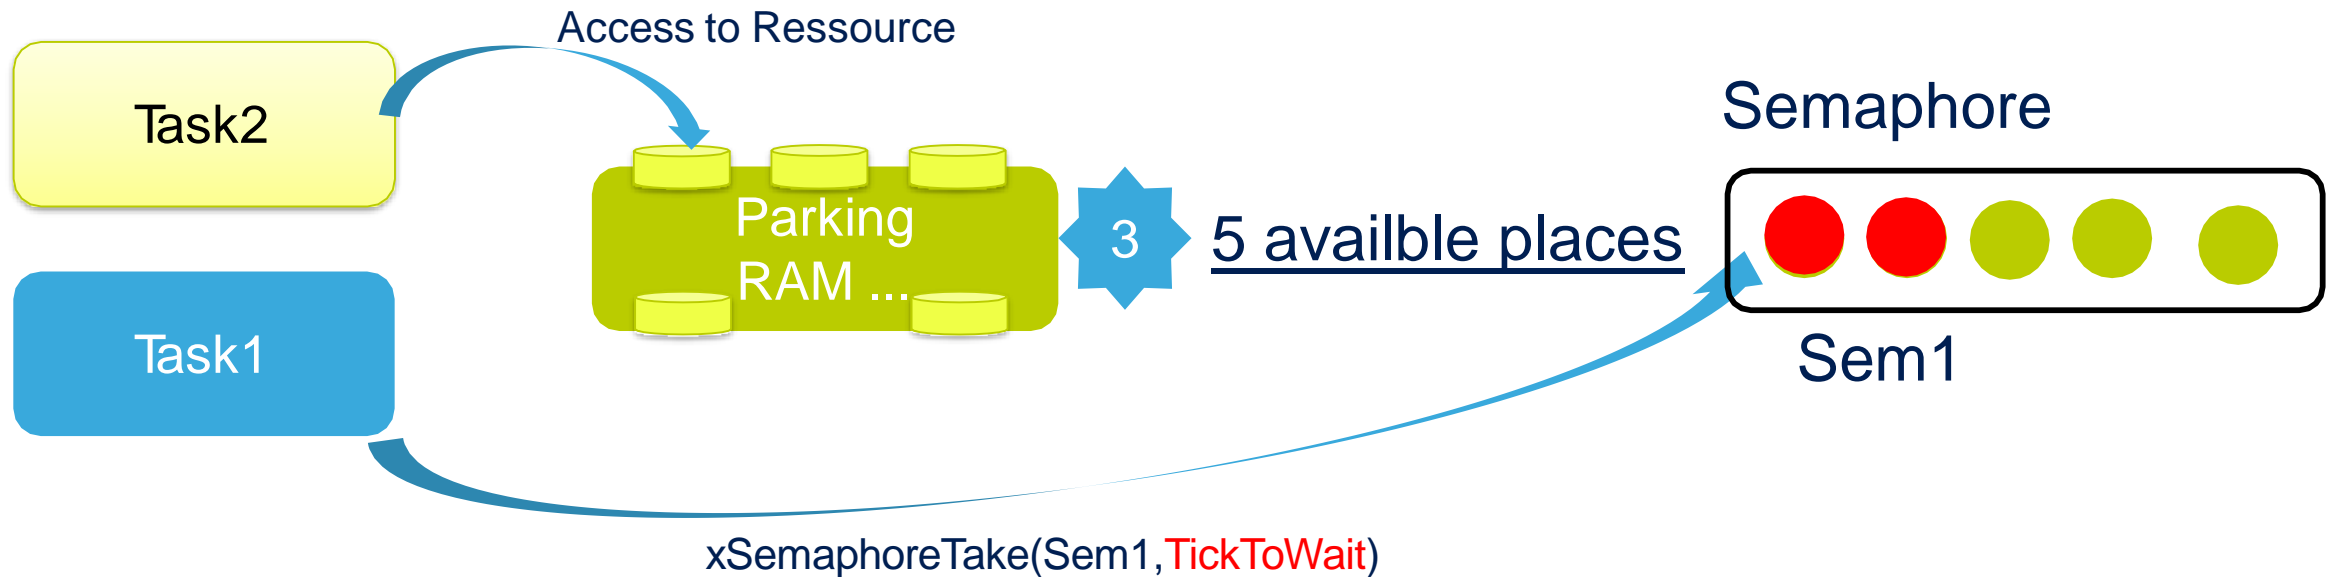 Access to Ressource
Task2
Semaphore
Parking
RAM ...
3
5 availble places
Task1
Sem1
xSemaphoreTake(Sem1,TickToWait)